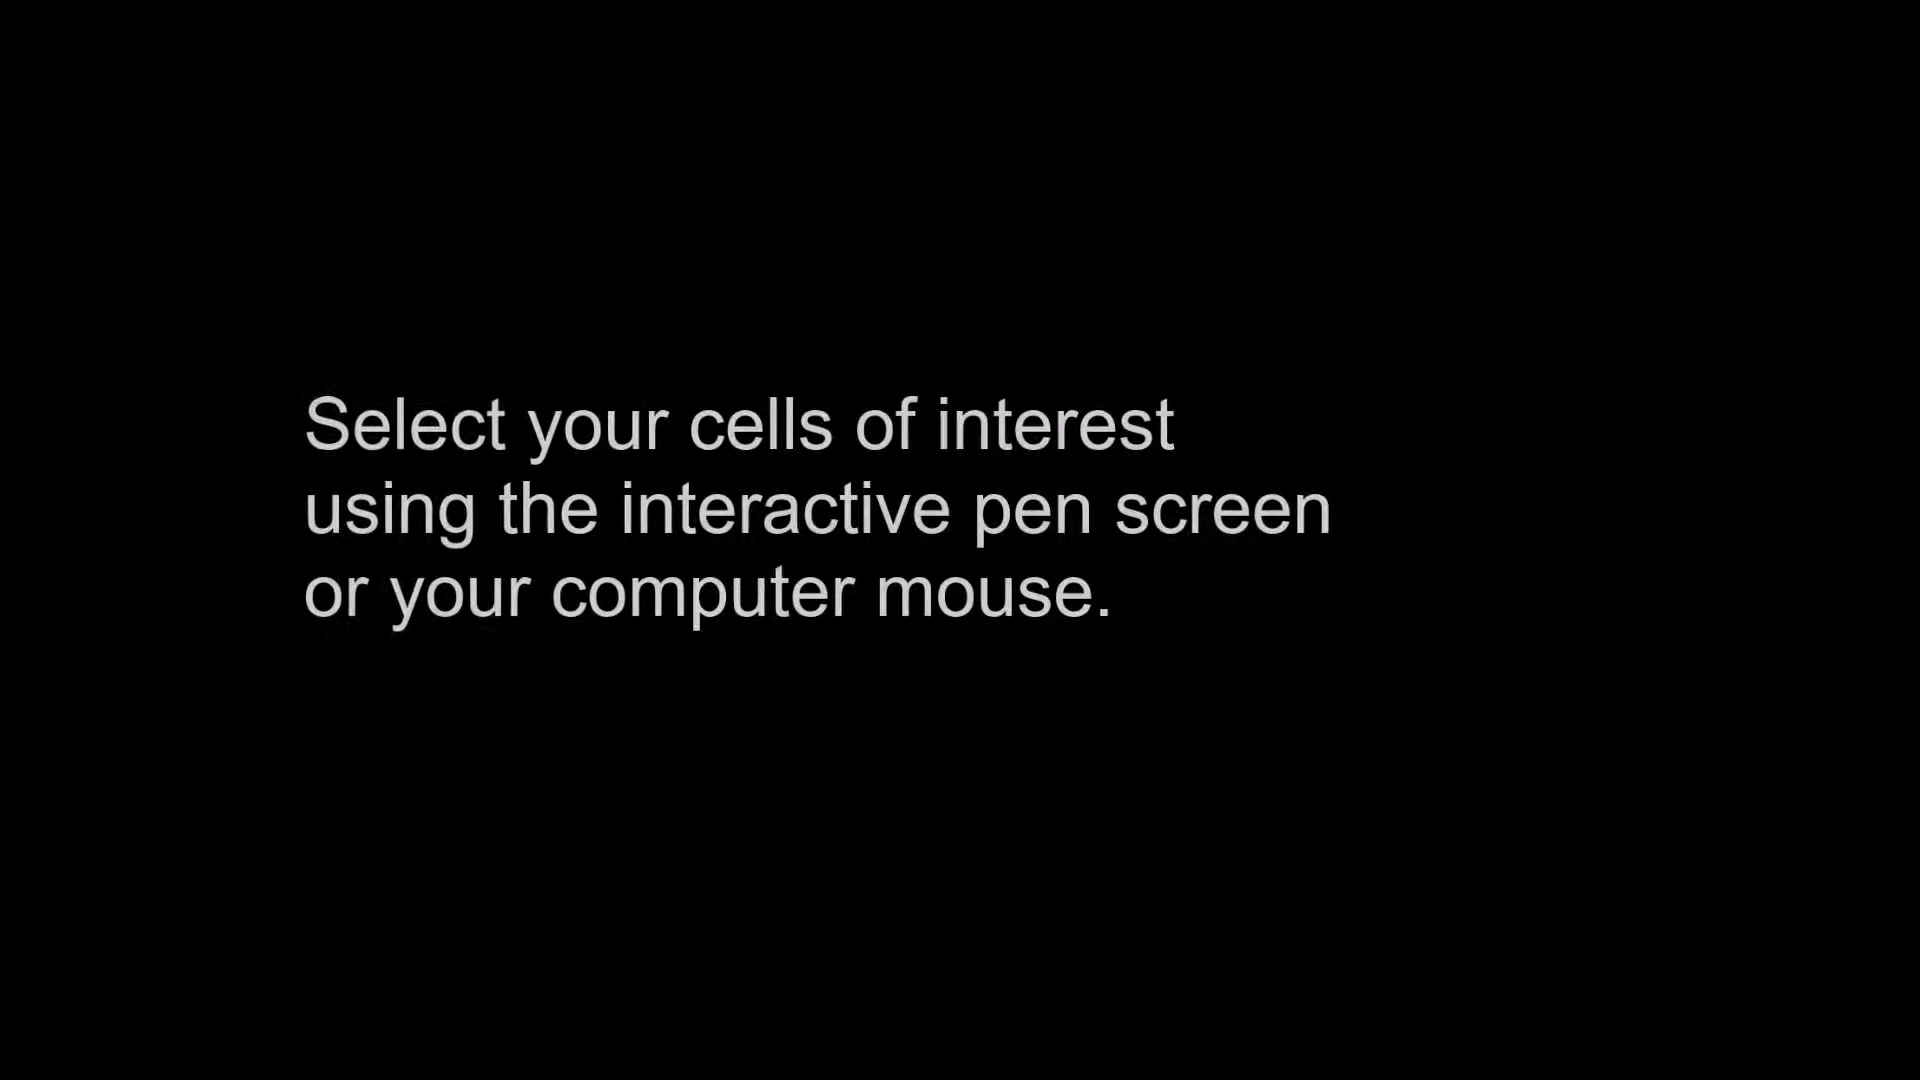 Select your cells of interest
using the interactive pen screen
or your computer mouse.